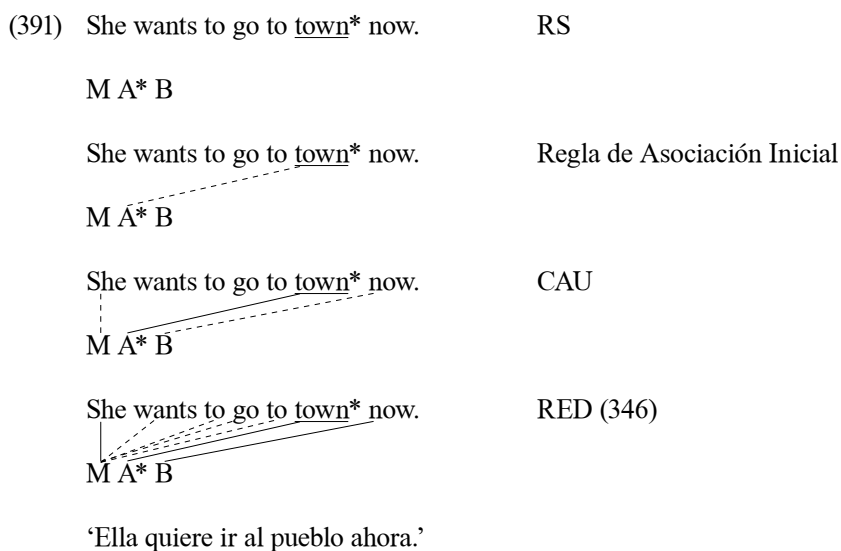 (391) She wants to go to town* now. RS
M A* B
She wants to go to town* now. Regla de Asociación Inicial
M A* B
She wants to go to town* now. CAU
M A* B
She wants to go to town* now. RED (346)
M A* B
‘Ella quiere ir al pueblo ahora.’